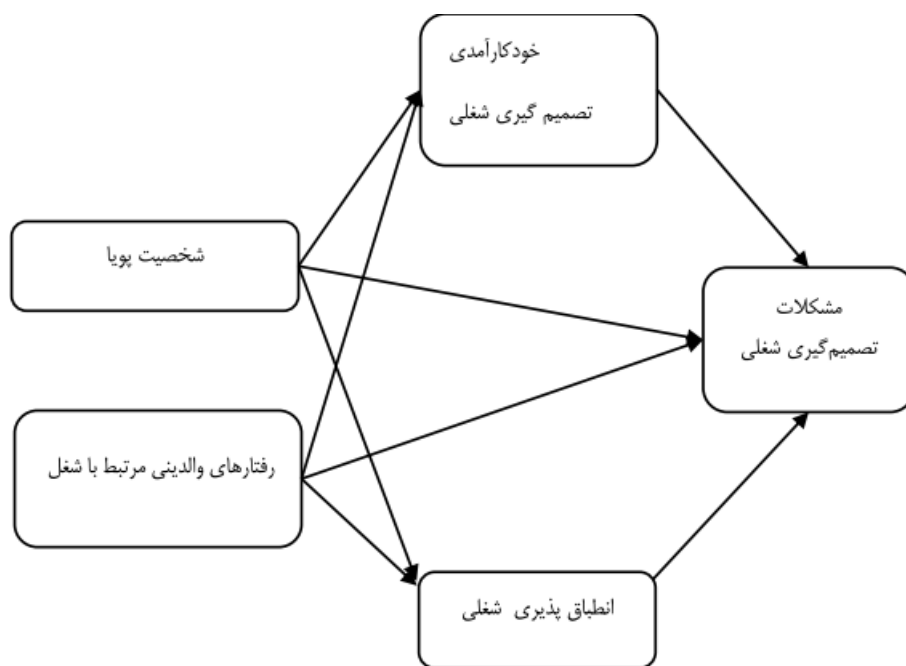 خودکارآمدی
تصمیم گیری شغلی
شخصیت پویا
مشکلات
تصمیم‌گیری شغلی
رفتارهای والدینی مرتبط با شغل
انطباق پذیری شغلی